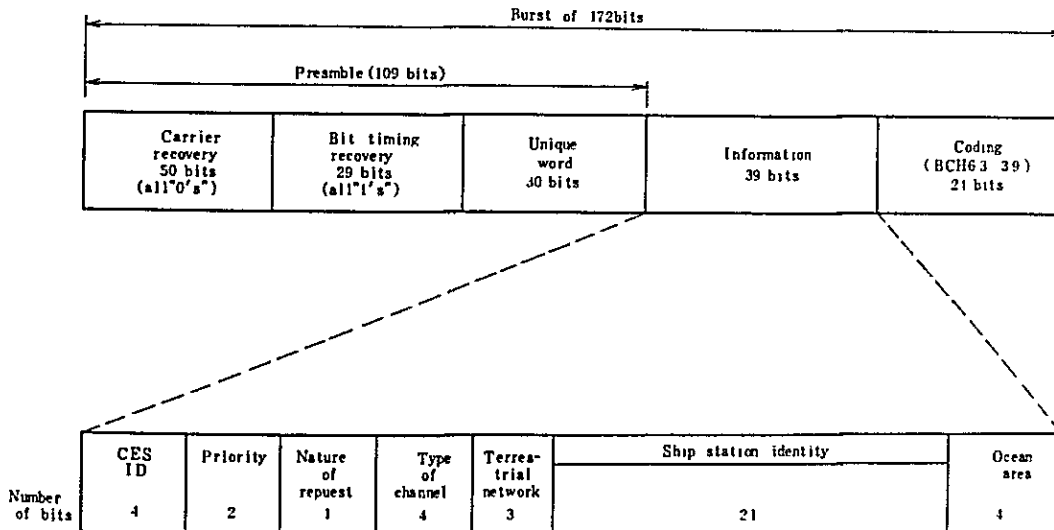 Burst of 172bits
Presmble (109 bits)
Carrier
recovery
50 bits
(all"0's")
Bit timing
recovery
29 bits
(all"1's")
Unique
word
30 bits
Information
39 bits
Coding
(BCH63 39)
21 bits
Number
of bits
CES
ID
4
Priority
2
Nature
of
repuest
1
Type
of
channel
4
Terres-
trial
network
3
Ship station identity
21
Ocean
area
4